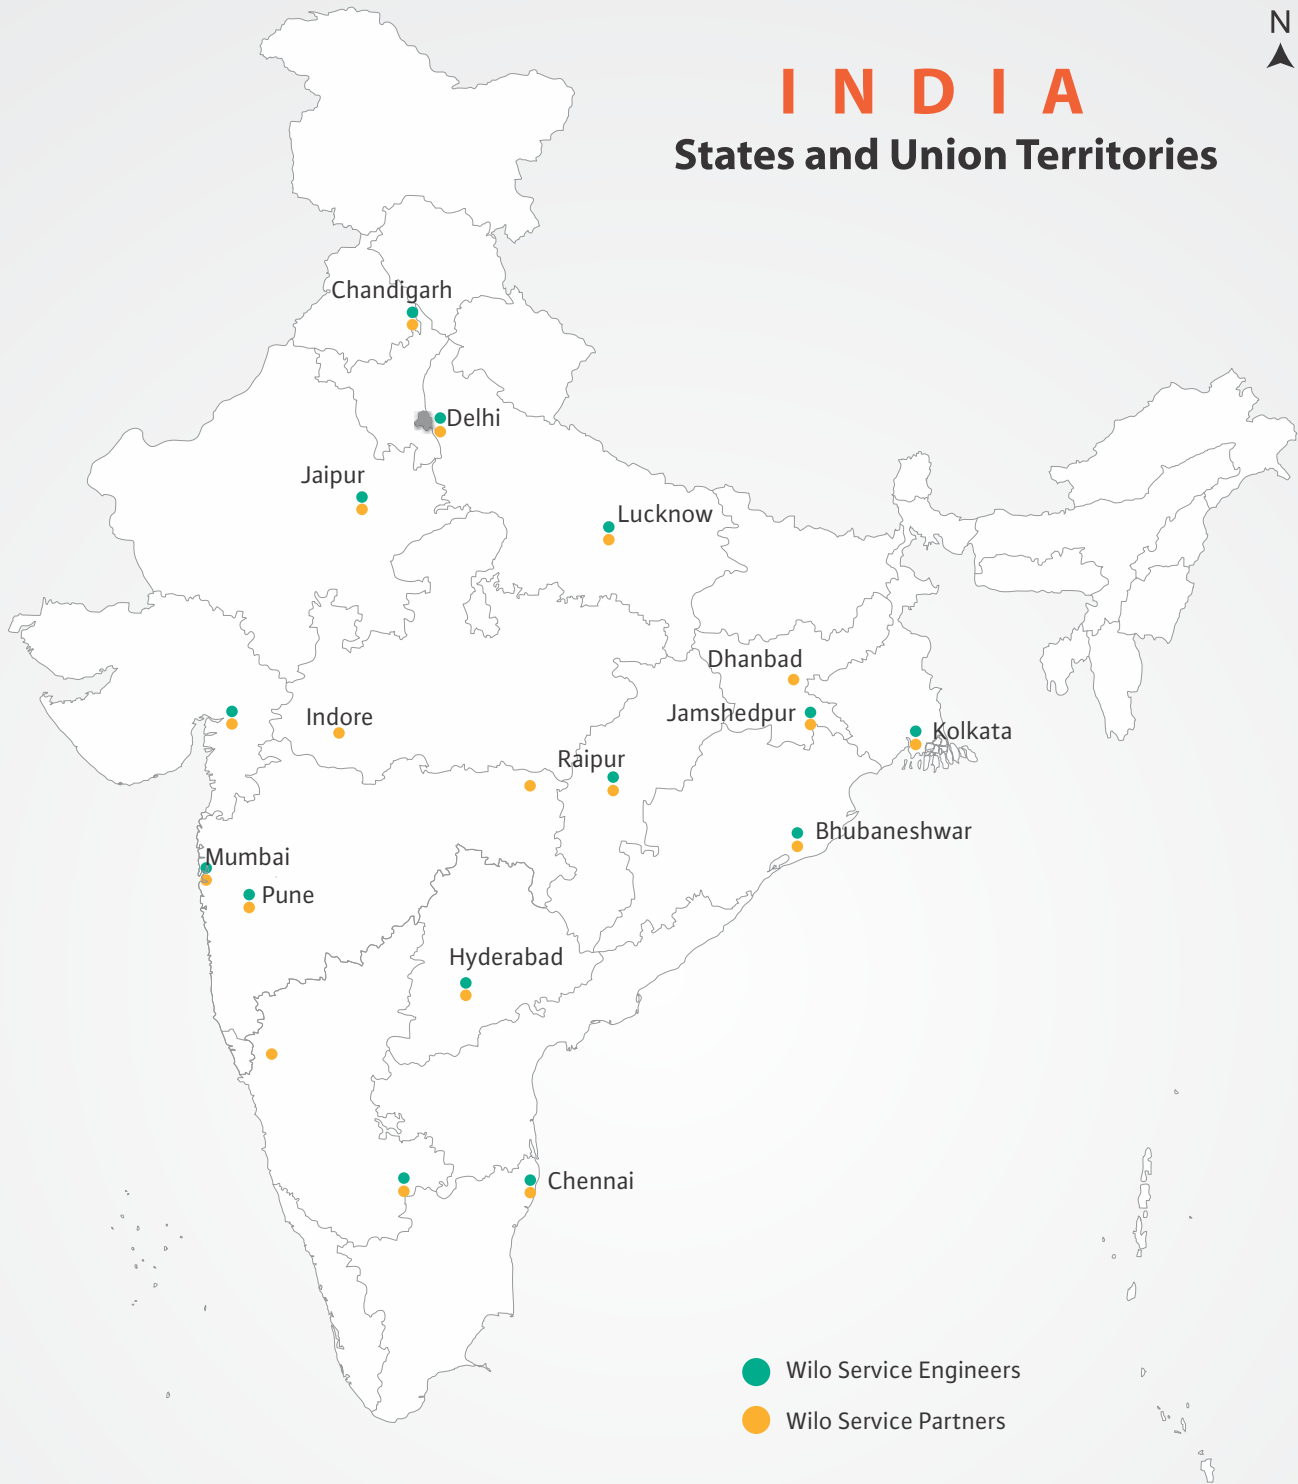 N
INDIA
States and Union Territories
Chandigarh
Delhi
Jaipur
Lucknow
Dhanbad
Jamshedpur
Indore
Kolkata
Raipur
Bhubaneshwar
Mumbai
Pune
Hyderabad
Chennai
Wilo Service Engineers
Wilo Service Partners